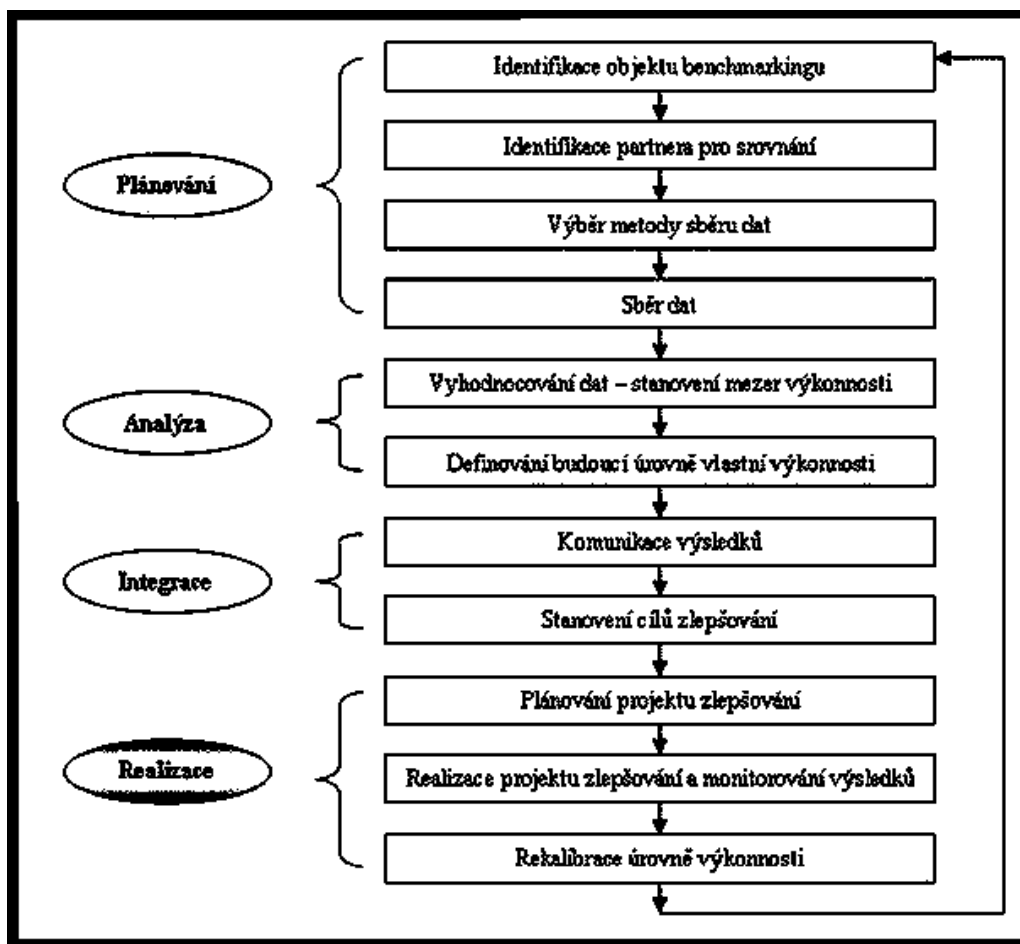 Identifikace objektu benchmarkingu
Identifikace partnera pro srovnání
Plánování
Výběr metody sběru dat
Sběr dat
Vyhodnocování dat – stanovení mezer výkonnosti
Analýza
Definování budoucí úrovně vlastní výkonnosti
Komunikace výsledků
Integrace
Stanovení cílů zlepšování
Plánování projektu zlepšování
Realizace
Realizace projektu zlepšování a monitorování výsledků
Rekalibrace úrovně výkonnosti